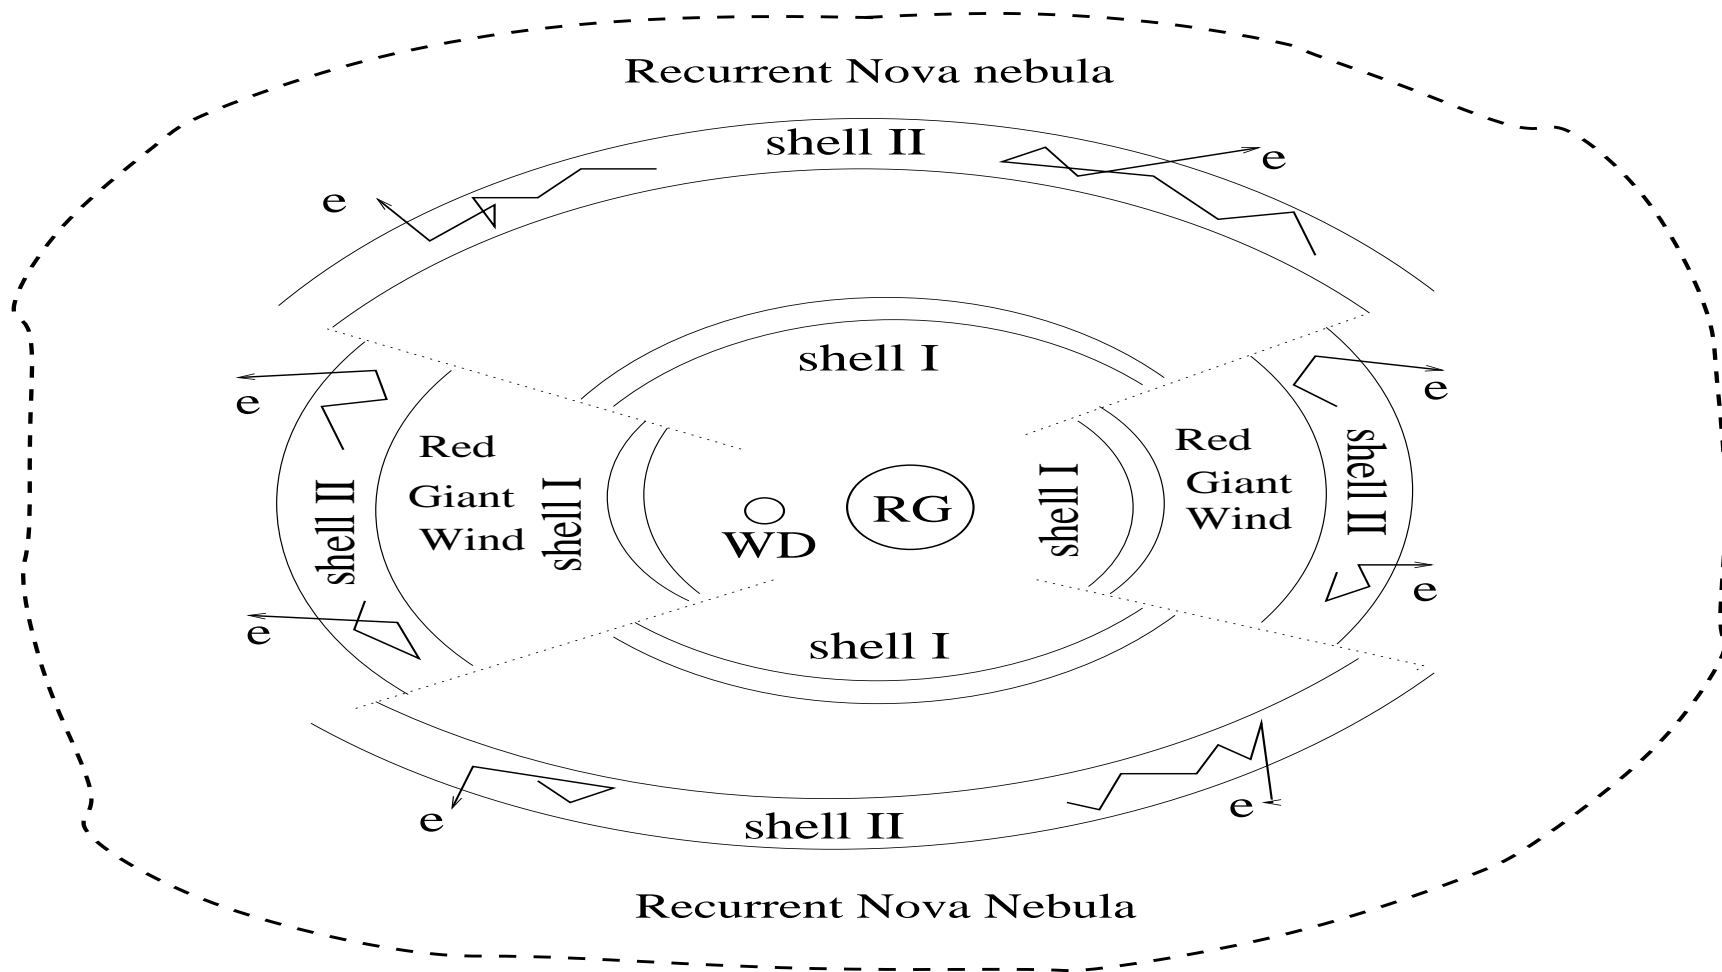 Recurrent Nova nebula
shell II
e
e
shell I
e
e
Red
Giant
Wind
Red
Giant
Wind
shell II
shell I
WD
RG
shell I
shell II
e
e
shell I
e
shell II
e
Recurrent Nova Nebula